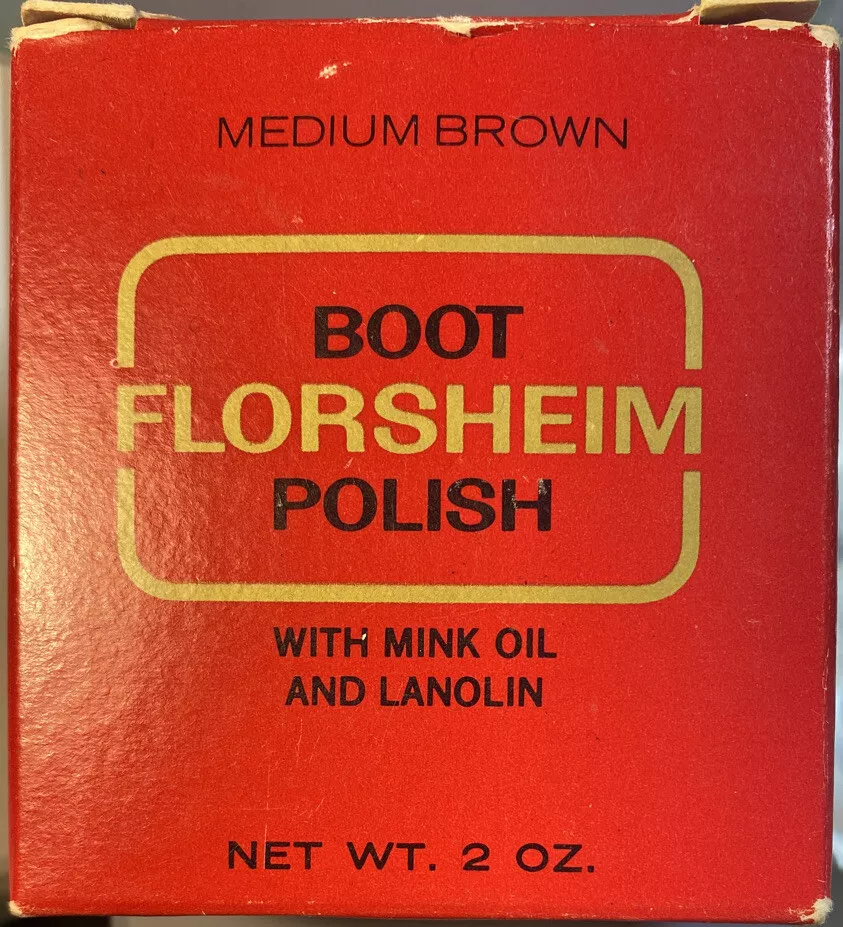 MEDIUM BROWN
BOOT
FLORSHEIM
POLISH
WITH MINK OIL
AND LANOLIN
NET WT. 2 OZ.